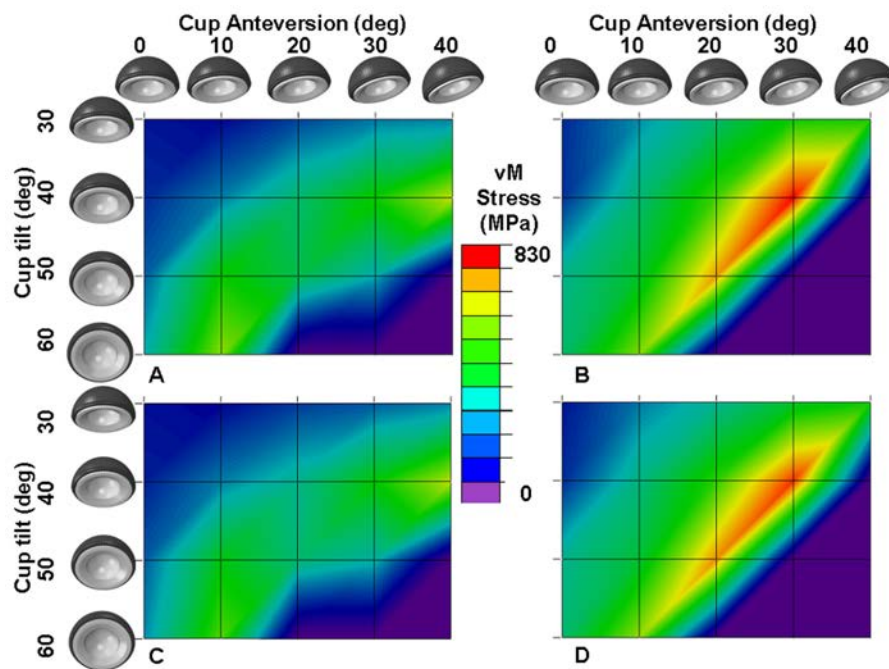 Cup Anteversion (deg)
Cup Anteversion (deg)
0 10 20 30 40
0 10 20 30 40
Cup tilt (deg)
30
40
50
60
A
vM
Stress
(MPa)
830
0
B
Cup tilt (deg)
30
40
50
60
C
D